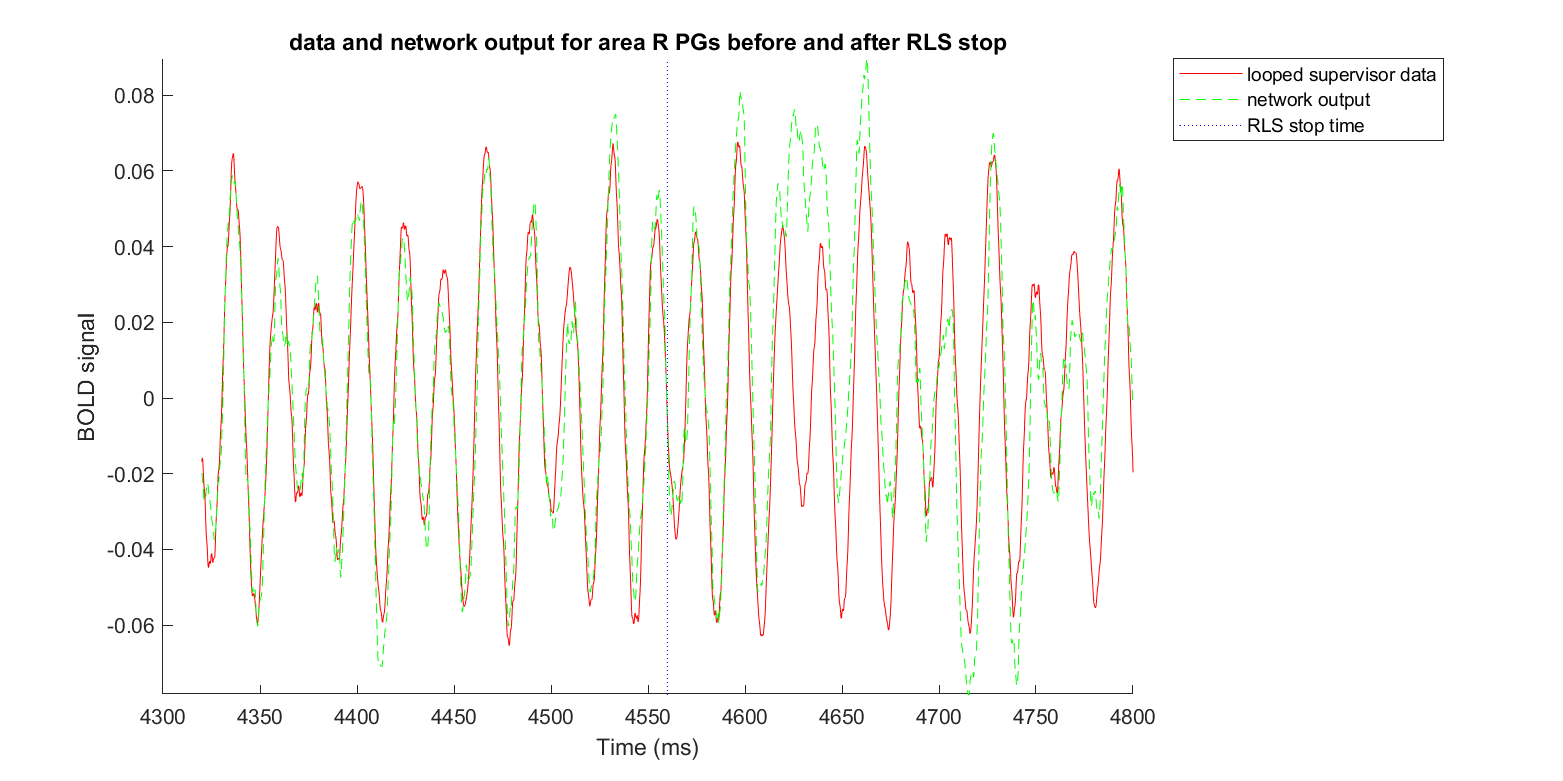 data and network output for area R PGs before and after RLS stop
looped supervisor data
network output
RLS stop time
0.08
0.06
0.04
0.02
0
-0.02
-0.04
-0.06
BOLD signal
4300 4350 4400 4450 4500 4550 4600 4650 4700 4750 4800
Time (ms)